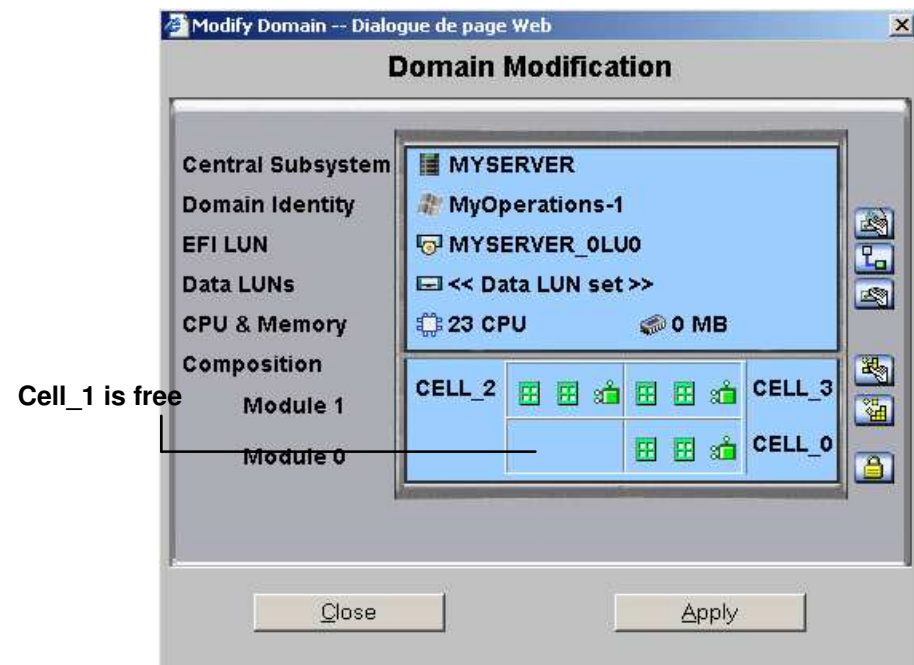 Modify Domain -- Dialogue de page Web
Domain Modification
Central Subsystem MYSERVER
Domain Identity MyOperations-1
EFI LUN MYSERVER_0LU0
Data LUNs << Data LUN set >>
CPU & Memory 23 CPU 0 MB
Composition
Cell_1 is free
Module 1 CELL_2 CELL_3
Module 0 CELL_0
Close Apply